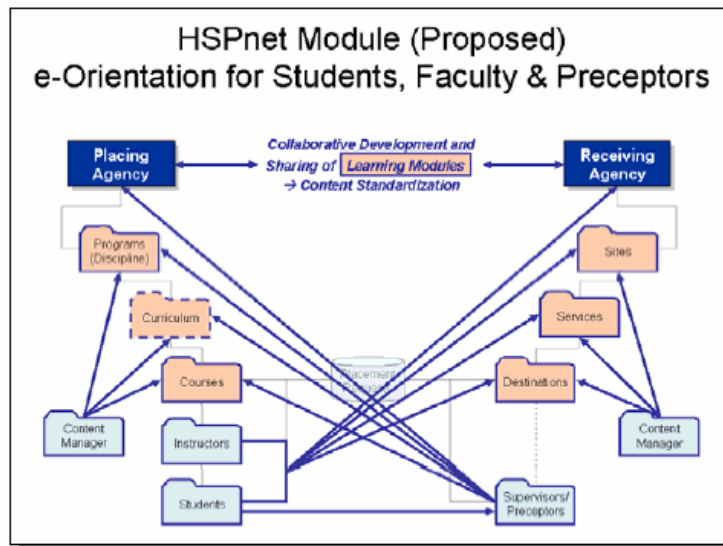 HSPnet Module (Proposed)
e-Orientation for Students, Faculty & Preceptors
Placing
Agency
Collaborative Development and
Sharing of Learning Modules
→ Content Standardization
Receiving
Agency
Programs
(Discipline)
Sites
Curriculum
Services
Placement
Courses
Destinations
Content
Manager
Instructors
Content
Manager
Students
Supervisors/
Preceptors